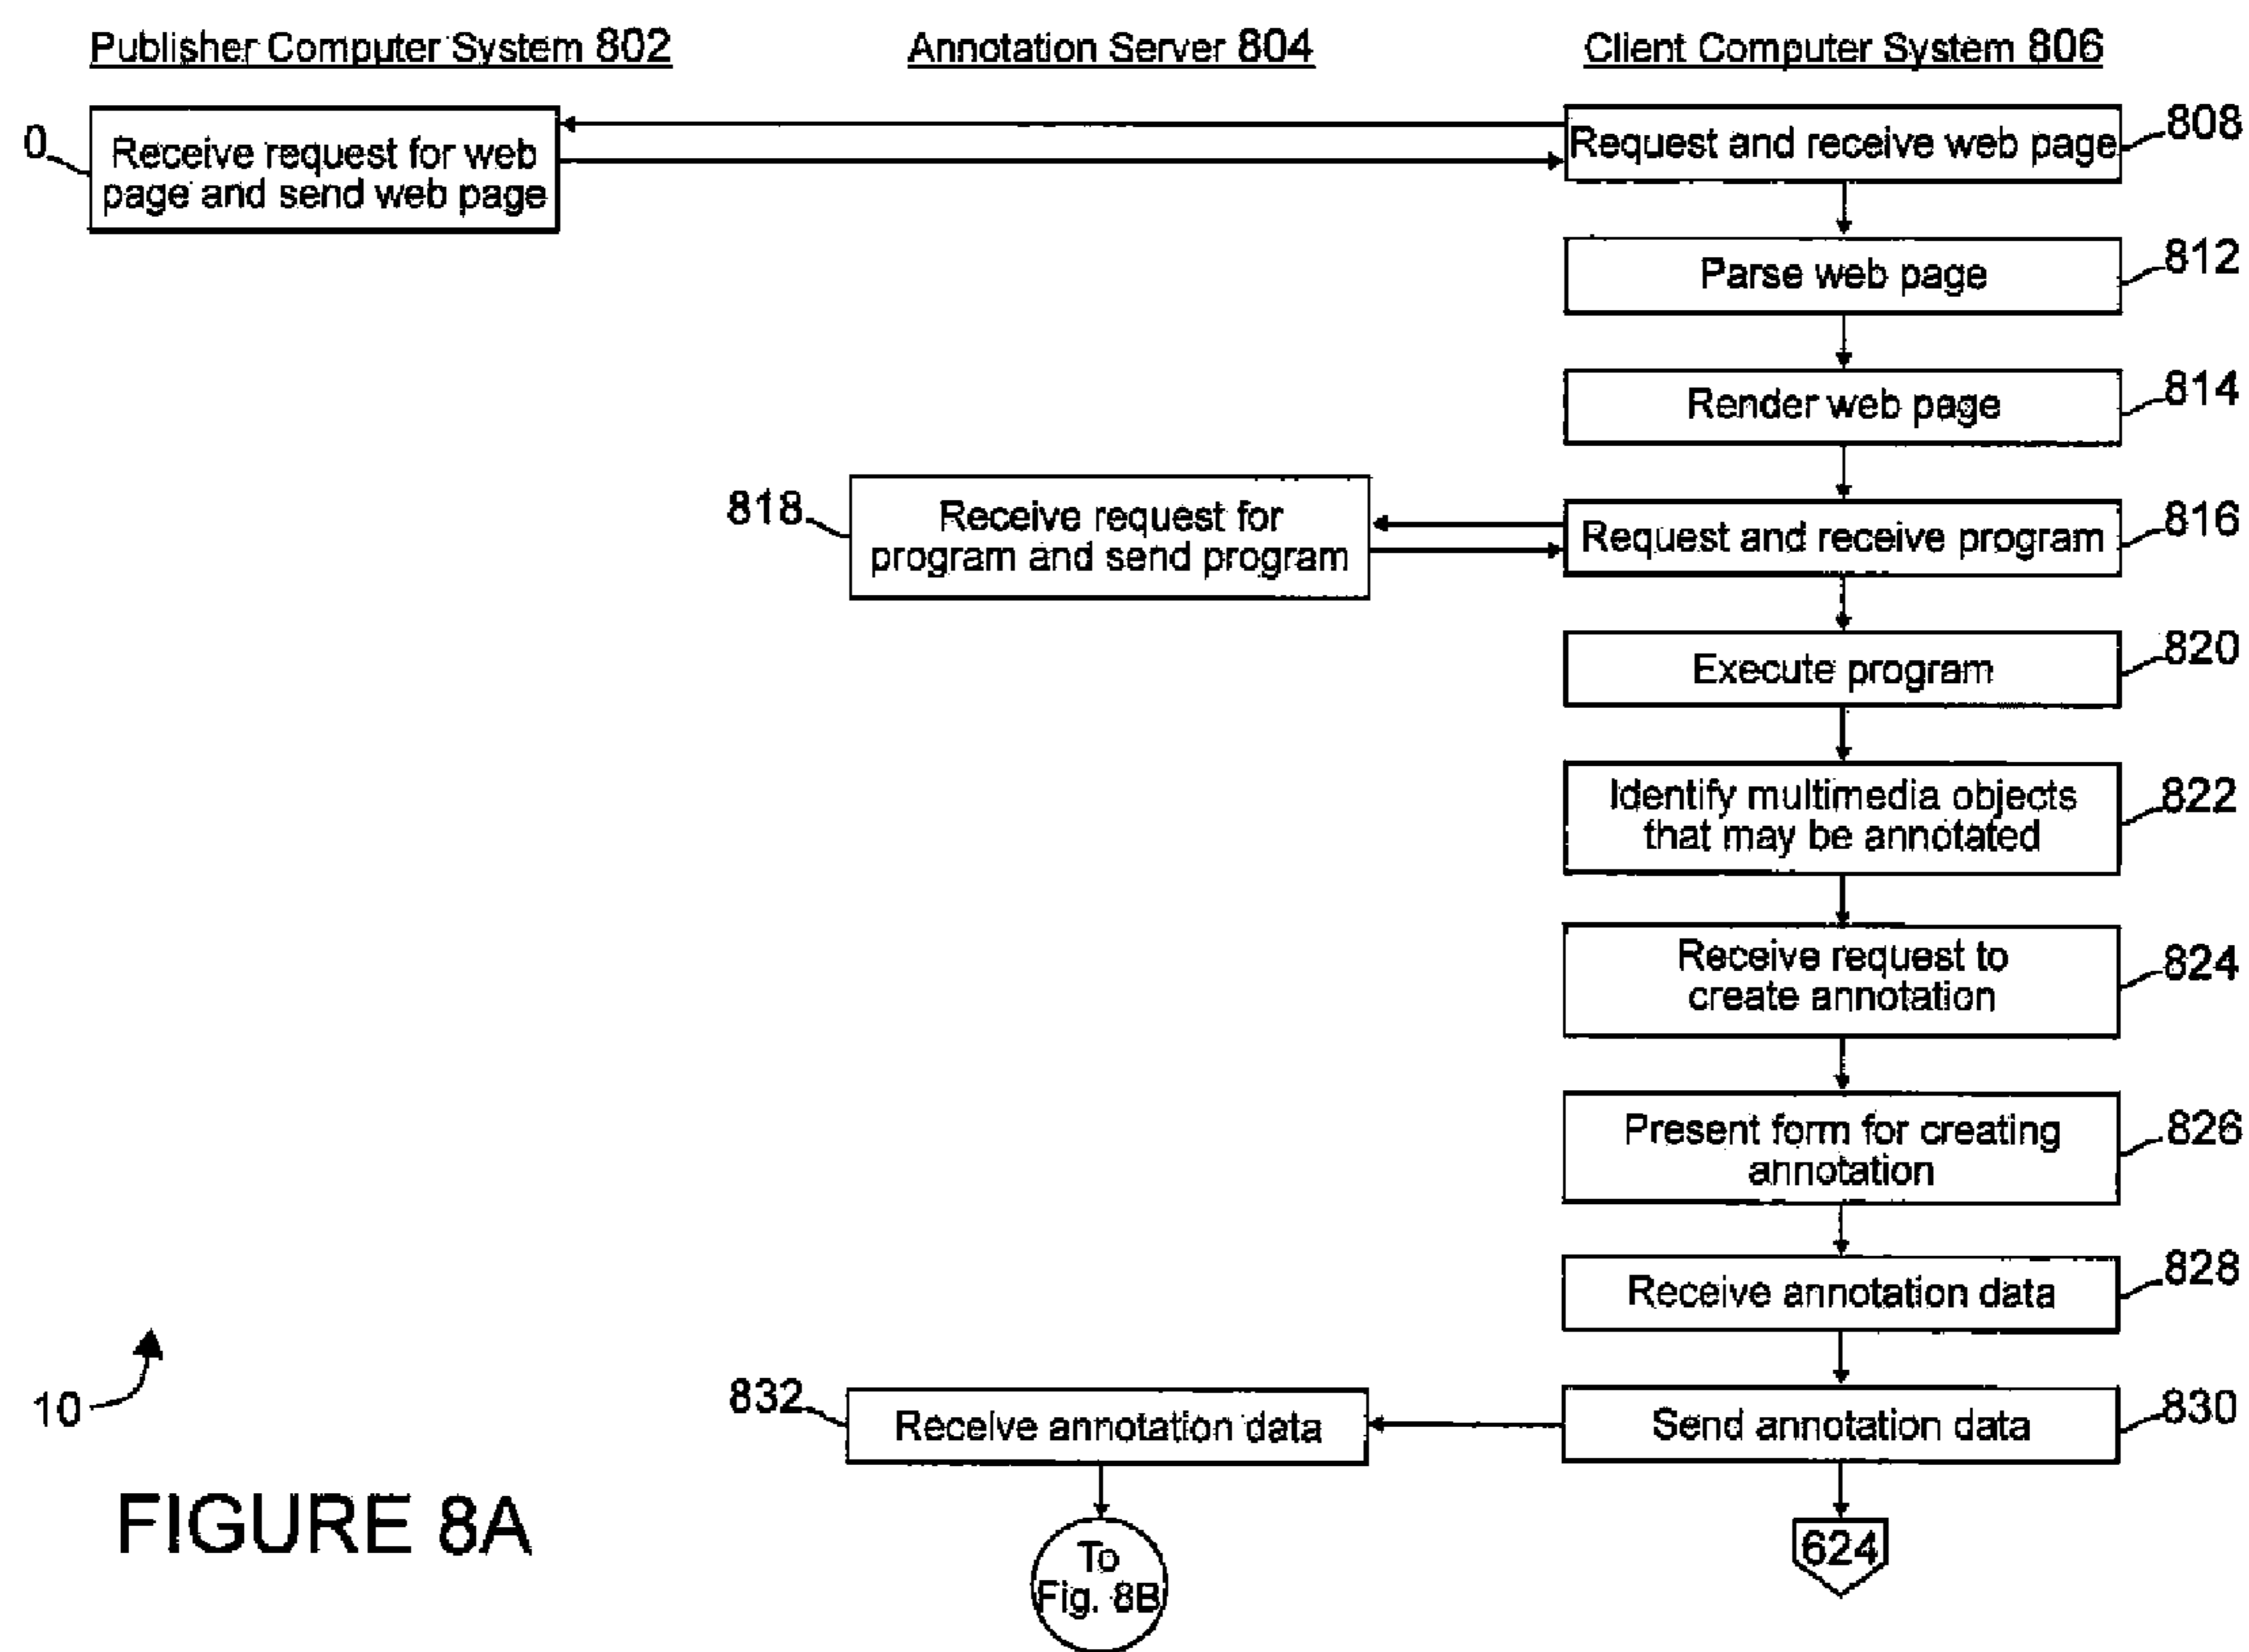 Publisher Computer System 802
Annotation Server 804
Client Computer System 806
0
Receive request for web
page and send web page
Request and receive web page
808
Parse web page
812
Render web page
814
818
Receive request for
program and send program
Request and receive program
816
Execute program
820
Identify multimedia objects
that may be annotated
822
Receive request to
create annotation
824
Present form for creating
annotation
826
Receive annotation data
828
832
Receive annotation data
Send annotation data
830
10
FIGURE 8A
To
Fig. 8B
624